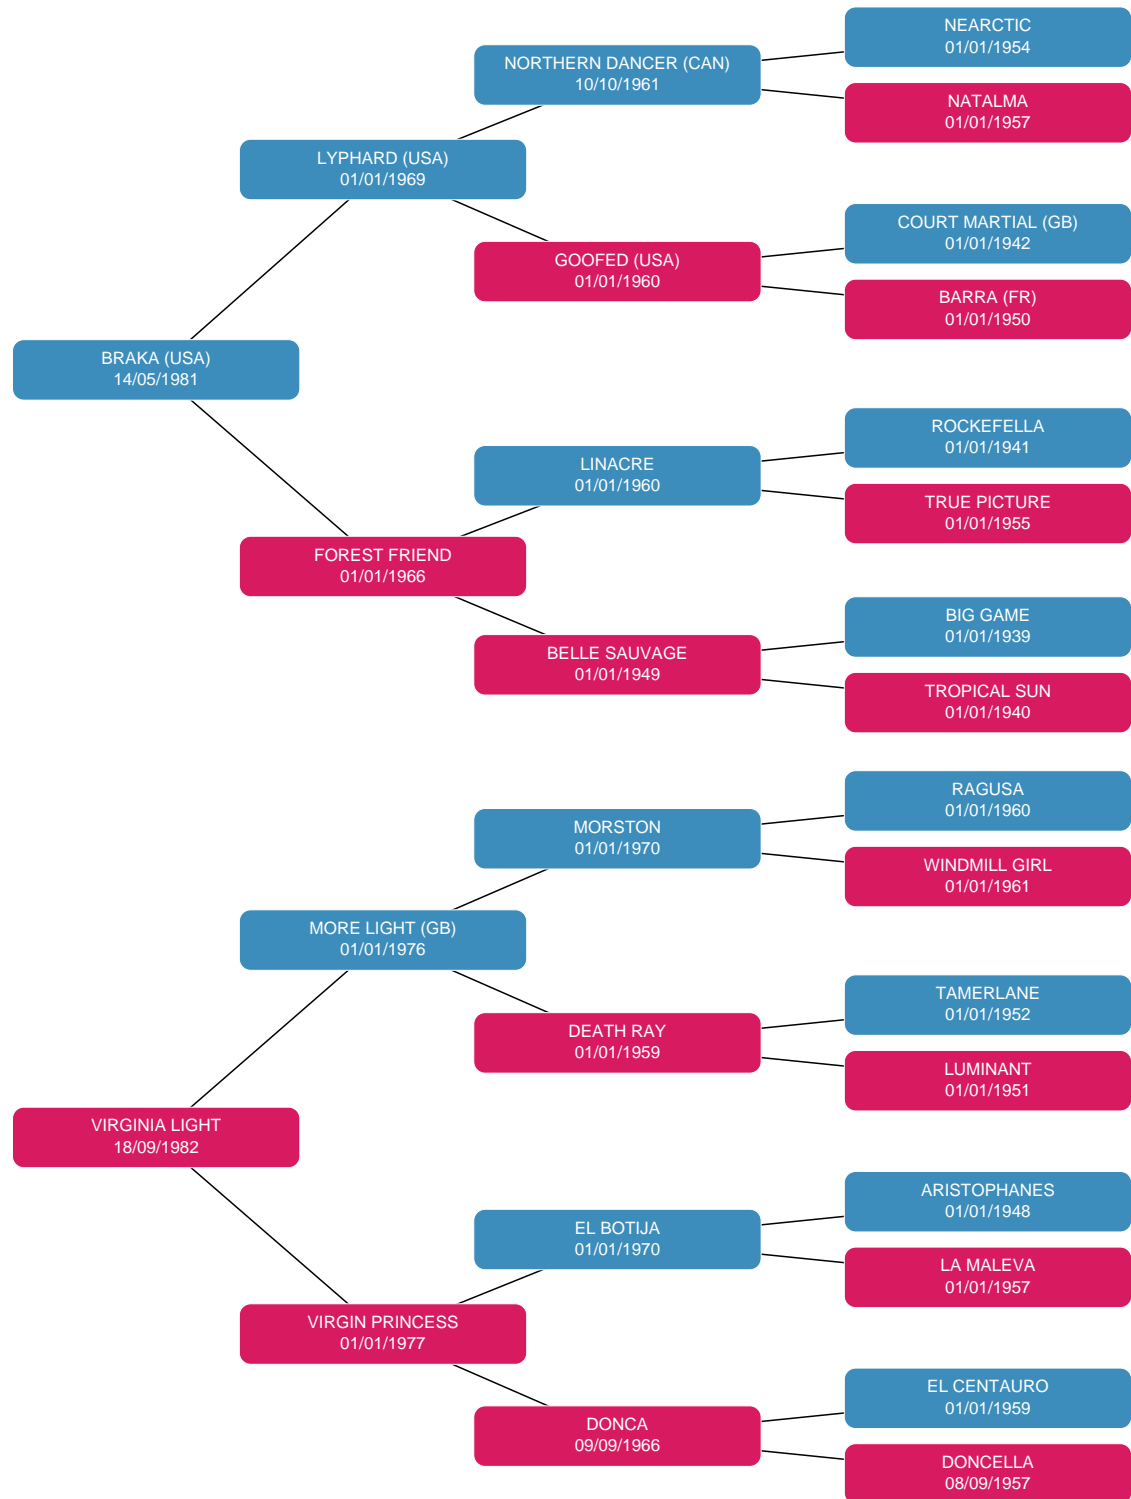 NEARCTIC
01/01/1954
NORTHERN DANCER (CAN)
10/10/1961
NATALMA
01/01/1957
LYPHARD (USA)
01/01/1969
COURT MARTIAL (GB)
01/01/1942
GOOFED (USA)
01/01/1960
BARRA (FR)
01/01/1950
BRAKA (USA)
14/05/1981
ROCKEFELLA
01/01/1941
LINACRE
01/01/1960
TRUE PICTURE
01/01/1955
FOREST FRIEND
01/01/1966
BIG GAME
01/01/1939
BELLE SAUVAGE
01/01/1949
TROPICAL SUN
01/01/1940
RAGUSA
01/01/1960
MORSTON
01/01/1970
WINDMILL GIRL
01/01/1961
MORE LIGHT (GB)
01/01/1976
TAMERLANE
01/01/1952
DEATH RAY
01/01/1959
LUMINANT
01/01/1951
VIRGINIA LIGHT
18/09/1982
ARISTOPHANES
01/01/1948
EL BOTIJA
01/01/1970
LA MALEVA
01/01/1957
VIRGIN PRINCESS
01/01/1977
EL CENTAURO
01/01/1959
DONCA
09/09/1966
DONCELLA
08/09/1957